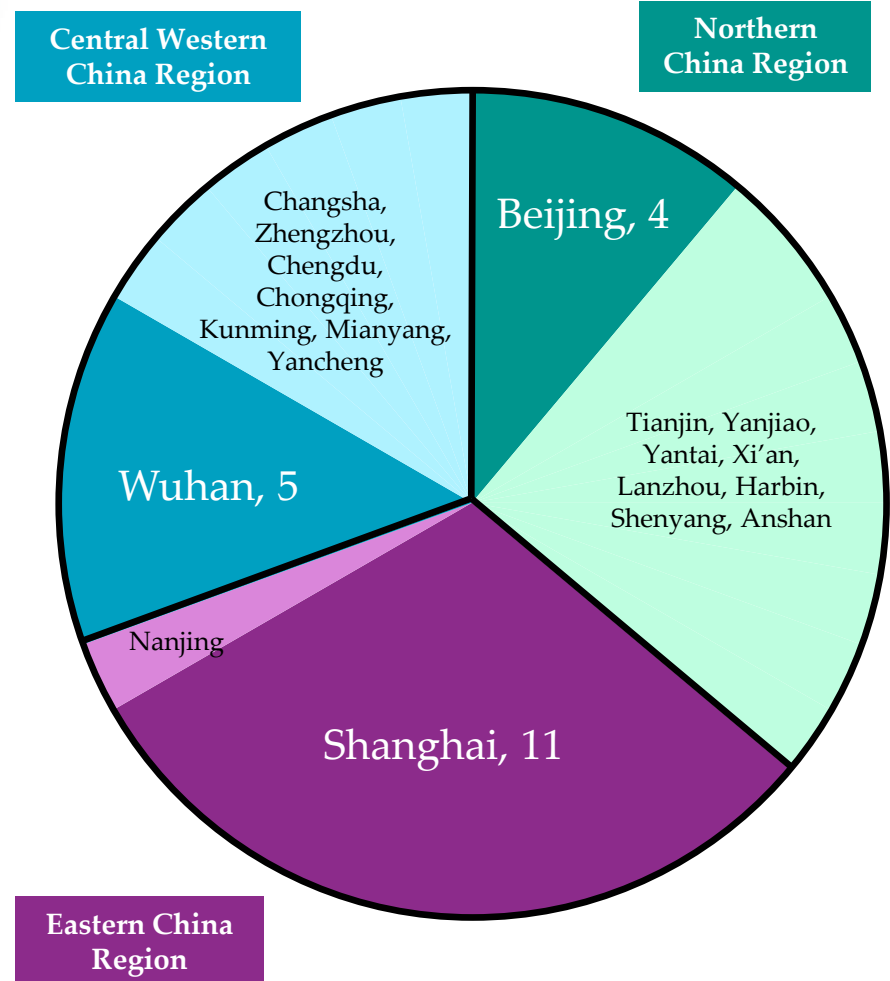 Central Western
China Region
Northern
China Region
Changsha,
Zhengzhou,
Chengdu,
Chongqing,
Kunming, Mianyang,
Yancheng
Beijing, 4
Tianjin, Yanjiao,
Yantai, Xi’an,
Lanzhou, Harbin,
Shenyang, Anshan
Wuhan, 5
Nanjing
Shanghai, 11
Eastern China
Region